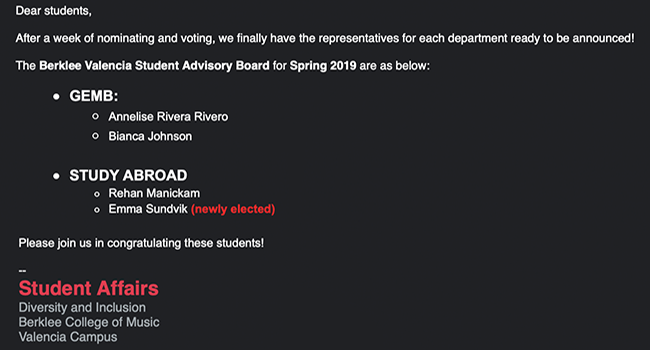 Dear students,
After a week of nominating and voting, we finally have the representatives for each department ready to be announced!
The Berklee Valencia Student Advisory Board for Spring 2019 are as below:
GEMB:
Annelise Rivera Rivero
Bianca Johnson
STUDY ABROAD
Rehan Manickam
Emma Sundvik (newly elected)
Please join us in congratulating these students!
--
Student Affairs
Diversity and Inclusion
Berklee College of Music
Valencia Campus